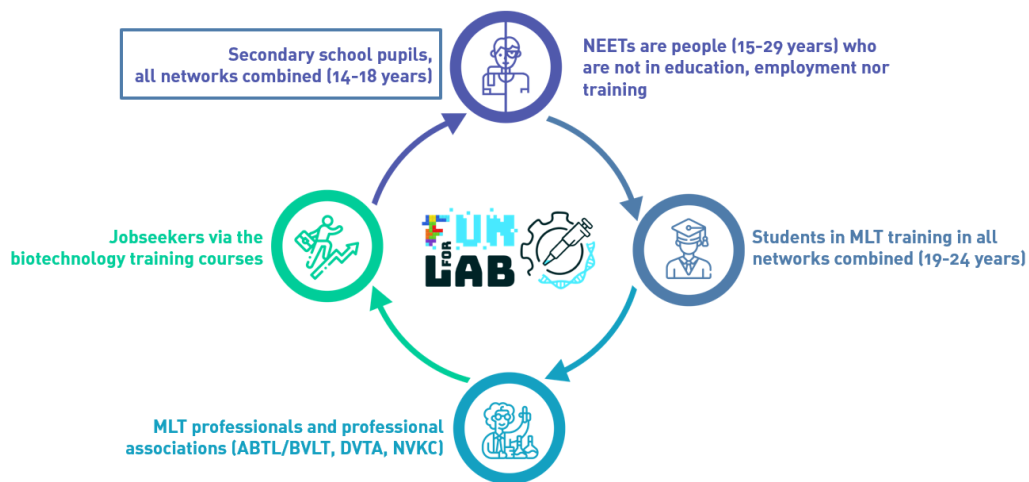 Secondary school pupils,
all networks combined (14-18 years)
NEETs are people (15-29 years) who
are not in education, employment nor
training
Jobseekers via the
biotechnology training courses
FUN
FOR
LAB
Students in MLT training in all
networks combined (19-24 years)
MLT professionals and professional
associations (ABTL/BVLT, DVTA, NVKC)